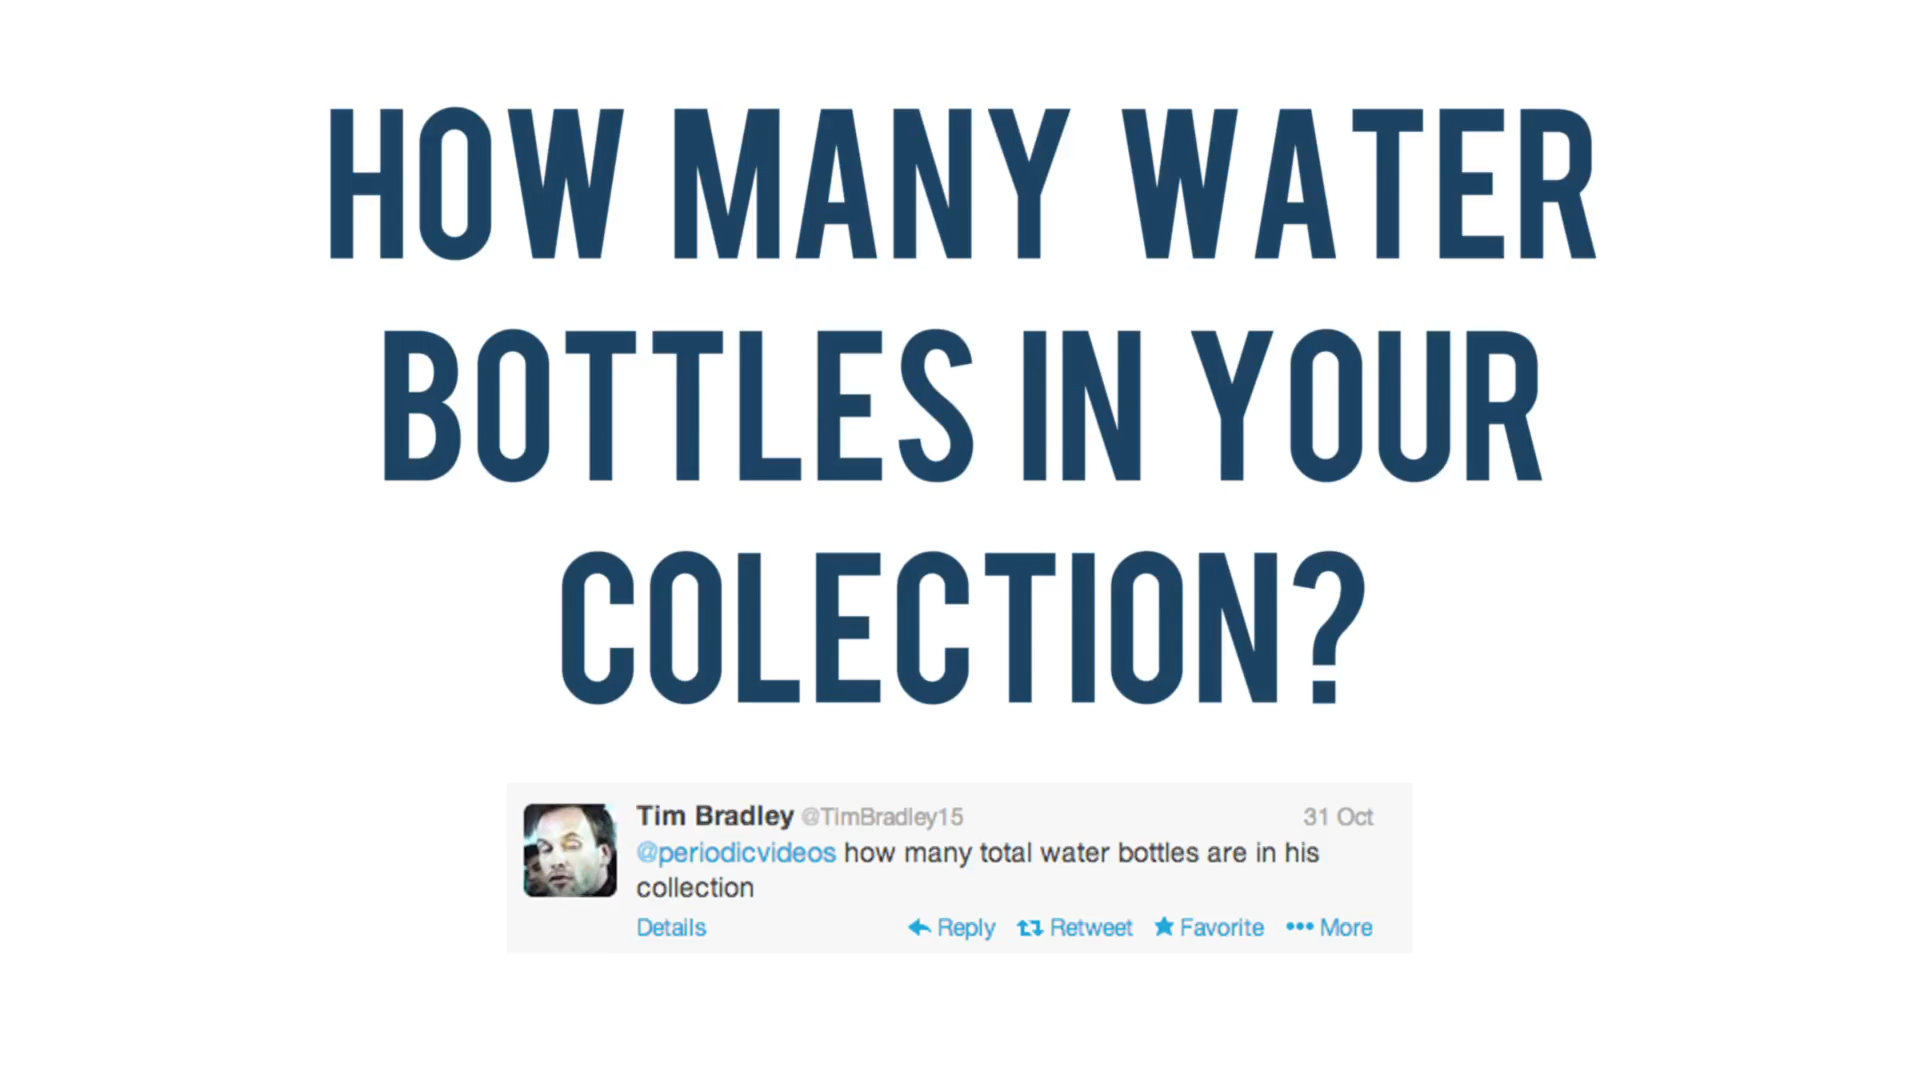 HOW MANY WATER
BOTTLES IN YOUR
COLECTION?
Tim Bradley @TimBradley15 31 Oct
@periodicvideos how many total water bottles are in his
collection
Details Reply Retweet Favorite More